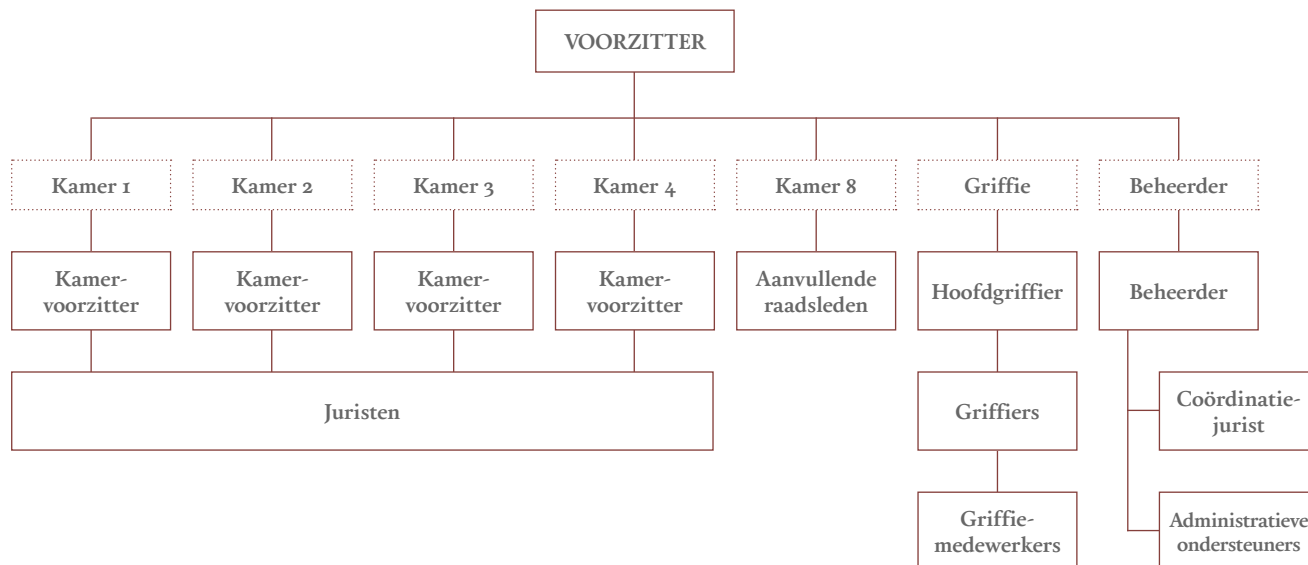 VOORZITTER
Kamer 1
Kamer 2
Kamer 3
Kamer 4
Kamer 8
Griffie
Beheerder
Kamer-
voorzitter
Kamer-
voorzitter
Kamer-
voorzitter
Kamer-
voorzitter
Aanvullende
raadsleden
Hoofdgriffier
Beheerder
Juristen
Griffiers
Coördinatie-
jurist
Griffie-
medewerkers
Administratieve
ondersteuners